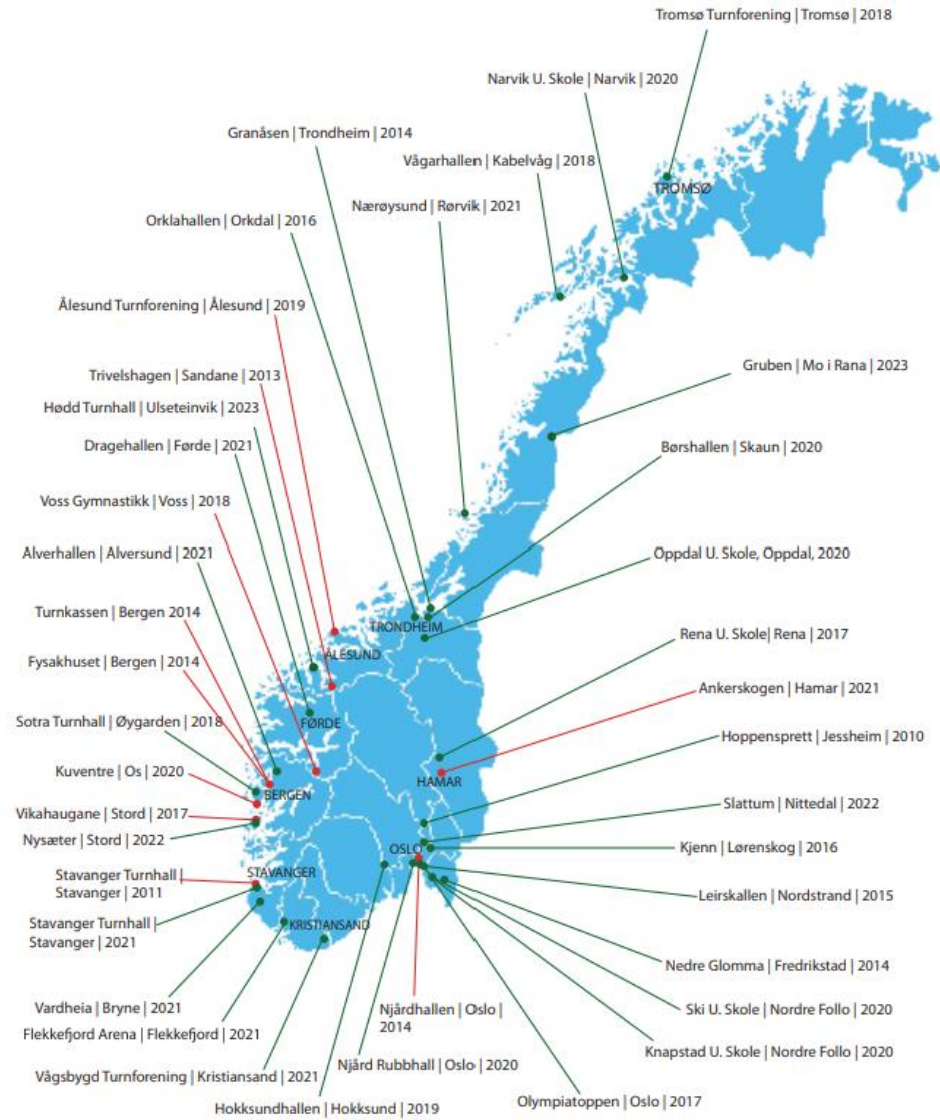 Tromsø Turnforening | Tromsø | 2018
Narvik U. Skole | Narvik | 2020
Granåsen | Trondheim | 2014
Vågarhallen | Kabelvåg | 2018
TROMSØ
Nærøysund | Rørvik | 2021
Orklahallen | Orkdal | 2016
Ålesund Turnforening | Ålesund | 2019
Gruben | Mo i Rana | 2023
Trivelshagen | Sandane | 2013
Hødd Turnhall | Ulseteinvik | 2023
Dragehallen | Førde | 2021
Børshallen | Skaun | 2020
Voss Gymnastikk | Voss | 2018
Alverhallen | Alversund | 2021
Oppdal U. Skole, Oppdal, 2020
Turnkassen | Bergen 2014
TRONDHEIM
Rena U. Skole| Rena | 2017
ÅLESUND
Fysakhuset | Bergen | 2014
Ankerskogen | Hamar | 2021
Sotra Turnhall | Øygarden | 2018
FØRDE
Hoppensprett | Jessheim | 2010
Kuventre | Os | 2020
HAMAR
BERGEN
Slattum | Nittedal | 2022
Vikahaugane | Stord | 2017
Nysæter | Stord | 2022
OSLO
Kjenn | Lørenskog | 2016
Stavanger Turnhall |
Stavanger | 2011
STAVANGER
Leirskallen | Nordstrand | 2015
Stavanger Turnhall |
Stavanger | 2021
KRISTIANSAND
Nedre Glomma | Fredrikstad | 2014
Vardheia | Bryne | 2021
Njårdhallen | Oslo |
2014
Ski U. Skole | Nordre Follo | 2020
Flekkefjord Arena | Flekkefjord | 2021
Knapstad U. Skole | Nordre Follo | 2020
Njård Rubbhall | Oslo | 2020
Vågsbygd Turnforening | Kristiansand | 2021
Olympiatoppen | Oslo | 2017
Hokksundhallen | Hokksund | 2019